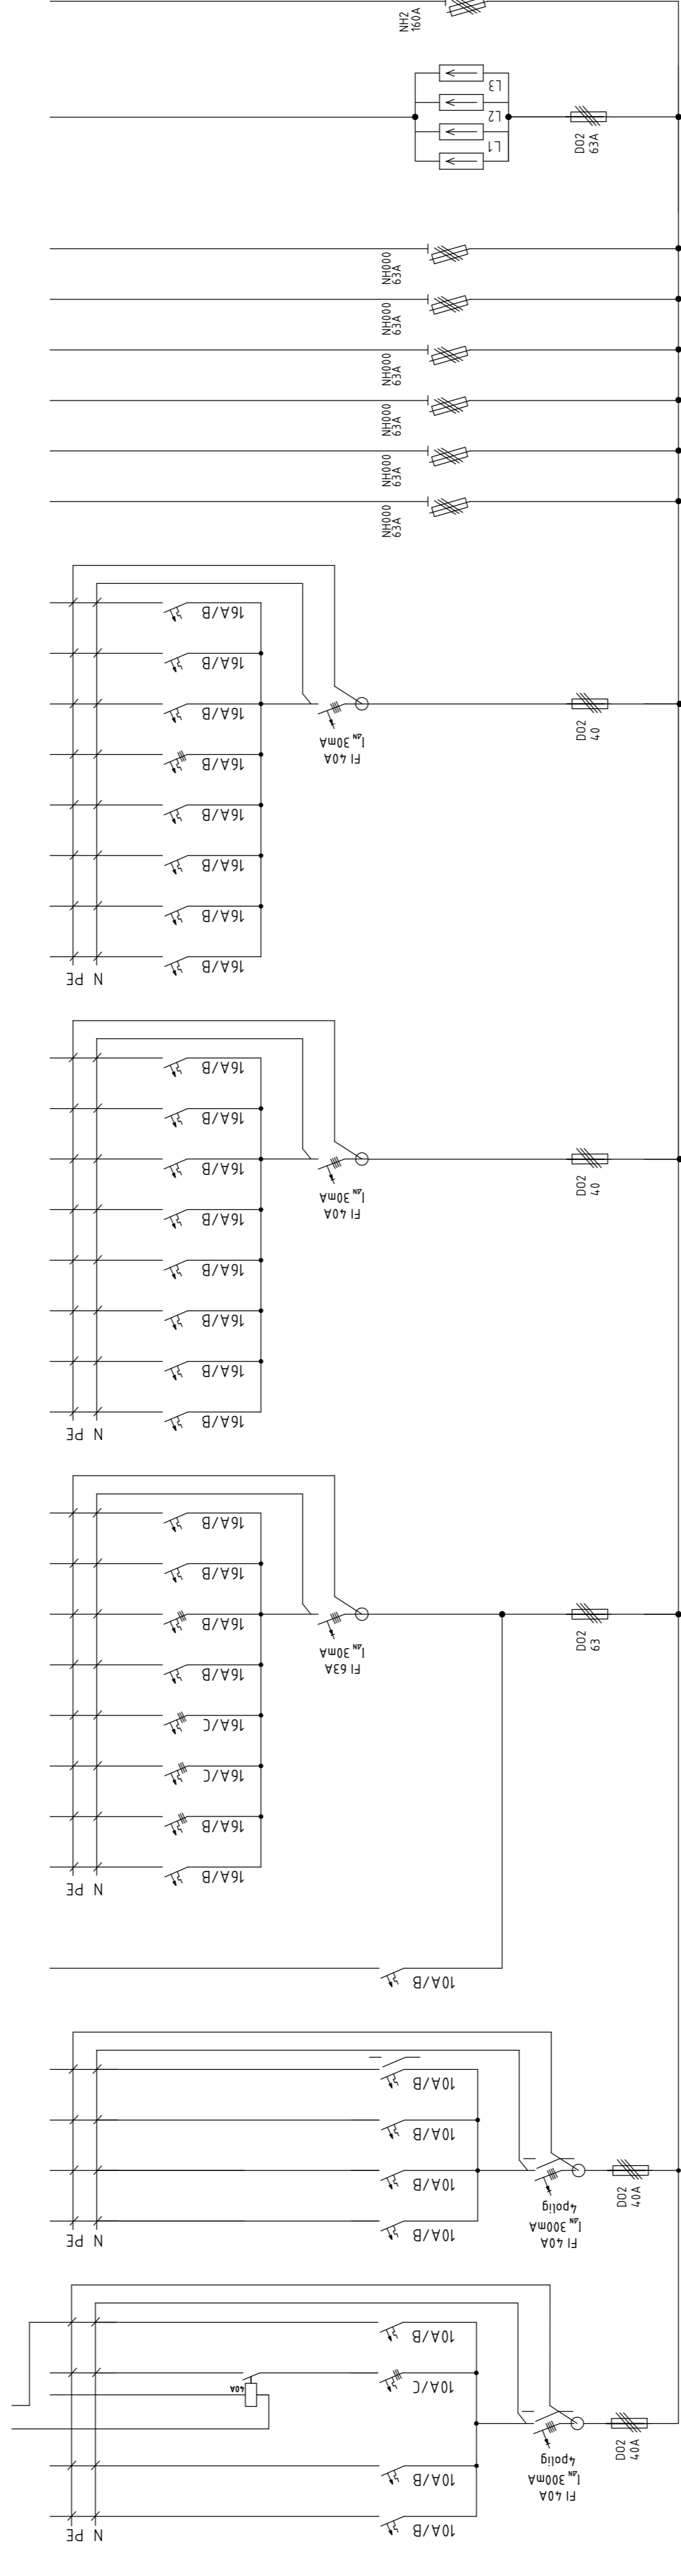 NH2
160A
L3
L2
L1
D02
63A
NH000
63A
NH000
63A
NH000
63A
NH000
63A
NH000
63A
NH000
63A
16A/B
16A/B
16A/B
FI 40A
IΔN 30mA
D02
40
16A/B
16A/B
16A/B
16A/B
16A/B
N PE
16A/B
16A/B
16A/B
FI 40A
IΔN 30mA
D02
40
16A/B
16A/B
16A/B
16A/B
16A/B
N PE
16A/B
16A/B
16A/B
FI 63A
IΔN 30mA
D02
63
16A/B
16A/C
16A/C
16A/B
16A/B
N PE
10A/B
10A/B
10A/B
10A/B
FI 40A
IΔN 300mA
4polig
D02
40A
10A/B
N PE
10A/B
10A/C
40A
FI 40A
IΔN 300mA
4polig
D02
40A
10A/B
10A/B
N PE